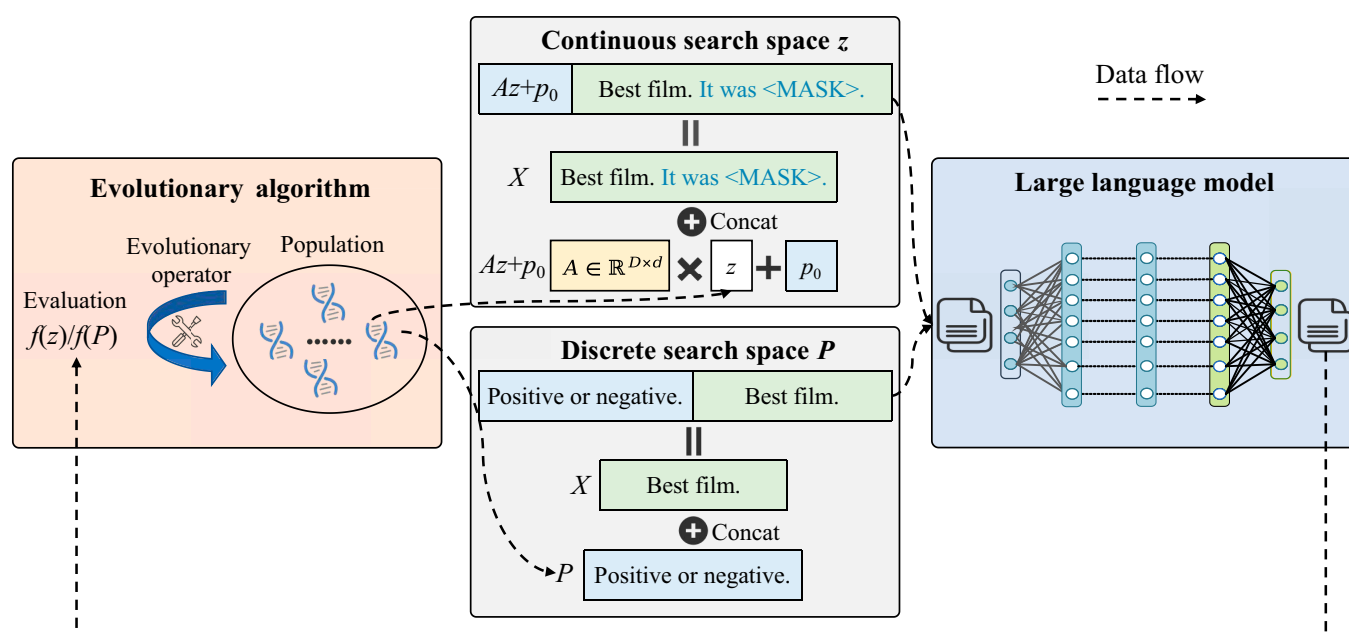 Evolutionary algorithm
Evolutionary
operator
Population
Evaluation
f(z)/f(P)
......
Continuous search space z
Az+p₀
Best film. It was <MASK>.
X
Best film. It was <MASK>.
Concat
Az+p₀
A ∈ ℝ^{D×d}
z
p₀
Discrete search space P
Positive or negative.
Best film.
X
Best film.
Concat
P
Positive or negative.
Data flow
Large language model